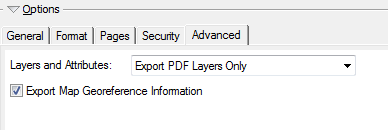 Options
General Format Pages Security Advanced
Layers and Attributes: Export PDF Layers Only
Export Map Georeference Information